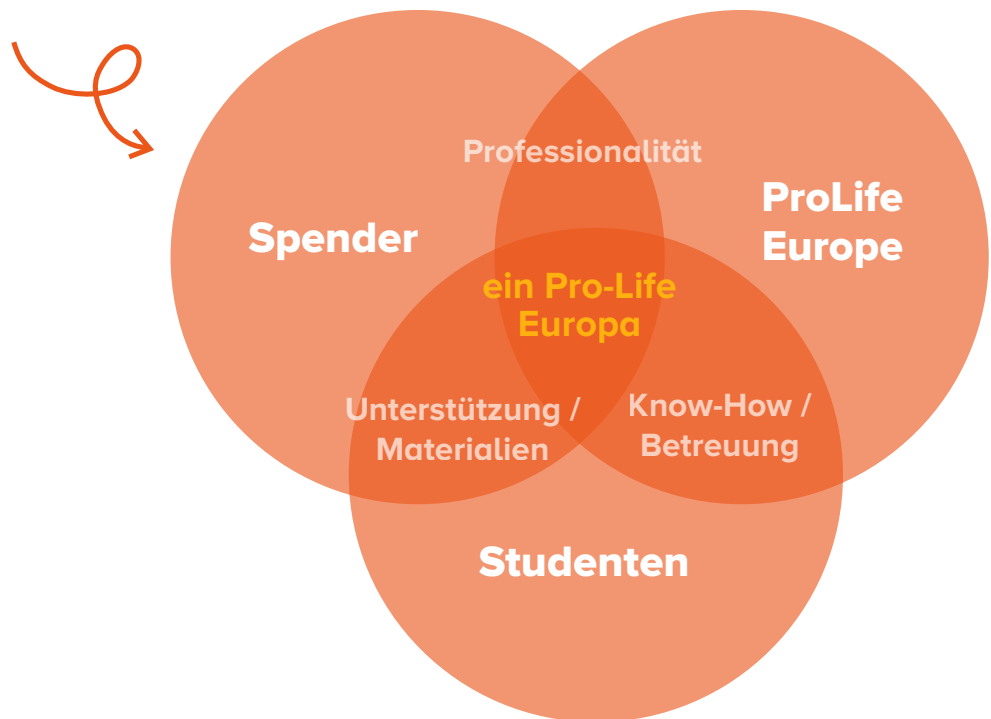 Professionalität
ProLife
Europe
Spender
ein Pro-Life
Europa
Unterstützung /
Materialien
Know-How /
Betreuung
Studenten